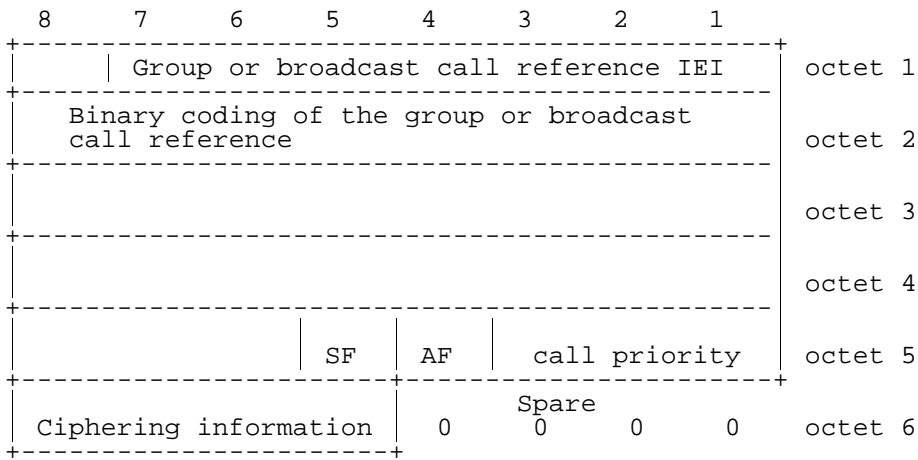 8 7 6 5 4 3 2 1
Group or broadcast call reference IEI octet 1
Binary coding of the group or broadcast
call reference octet 2
octet 3
octet 4
SF AF call priority octet 5
Spare
Ciphering information 0 0 0 0 octet 6